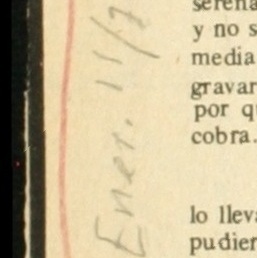 Ener. 11/7
serena
y no s
media
gravar
por q
cobra.
lo lleva
pudier